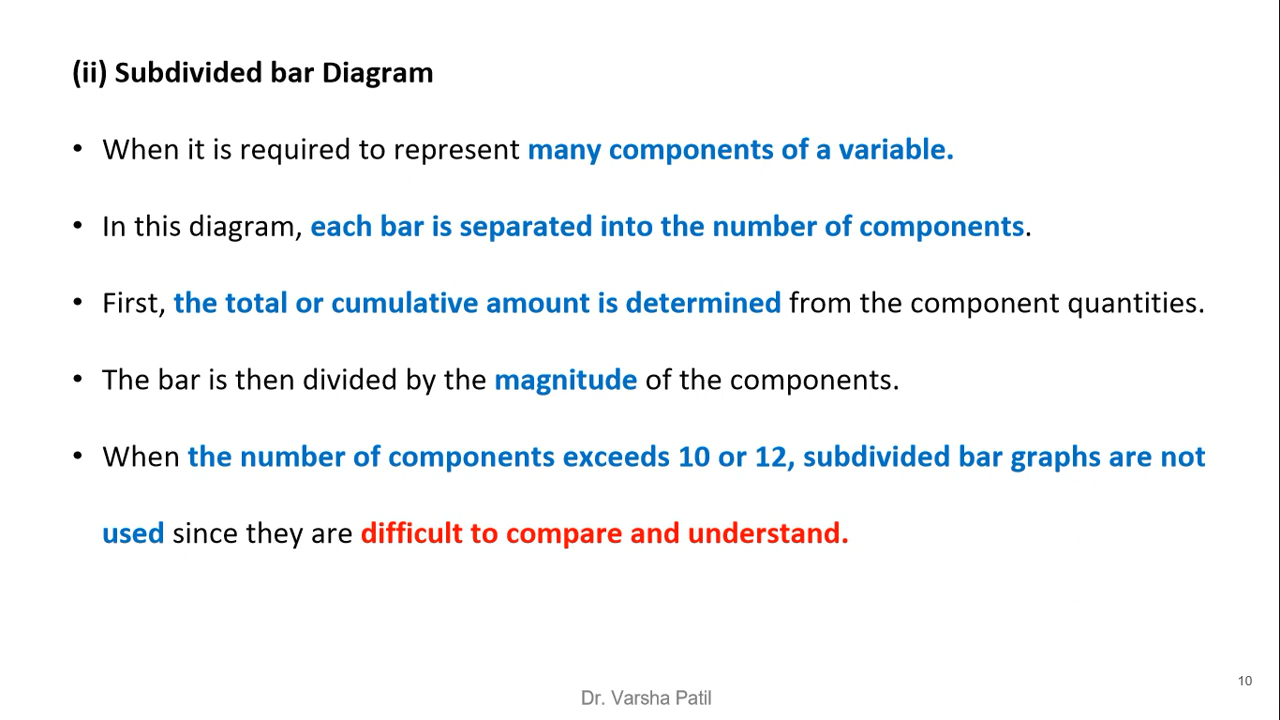 (ii) Subdivided bar Diagram
• When it is required to represent many components of a variable.
• In this diagram, each bar is separated into the number of components.
• First, the total or cumulative amount is determined from the component quantities.
• The bar is then divided by the magnitude of the components.
• When the number of components exceeds 10 or 12, subdivided bar graphs are not
used since they are difficult to compare and understand.
10
Dr. Varsha Patil